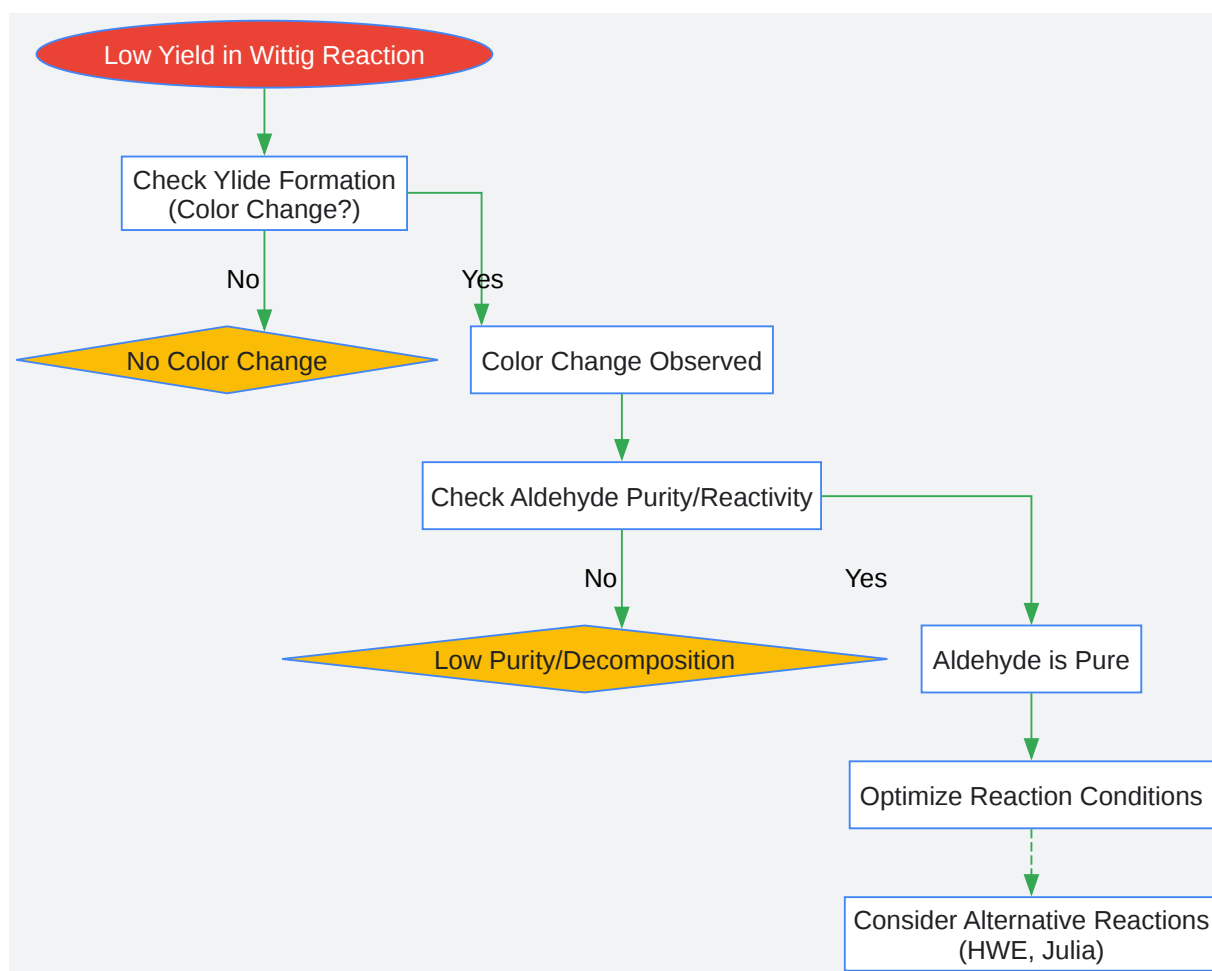 Low Yield in Wittig Reaction
Check Ylide Formation
(Color Change?)
No
Yes
No Color Change
Color Change Observed
Check Aldehyde Purity/Reactivity
No
Yes
Low Purity/Decomposition
Aldehyde is Pure
Optimize Reaction Conditions
Consider Alternative Reactions
(HWE, Julia)